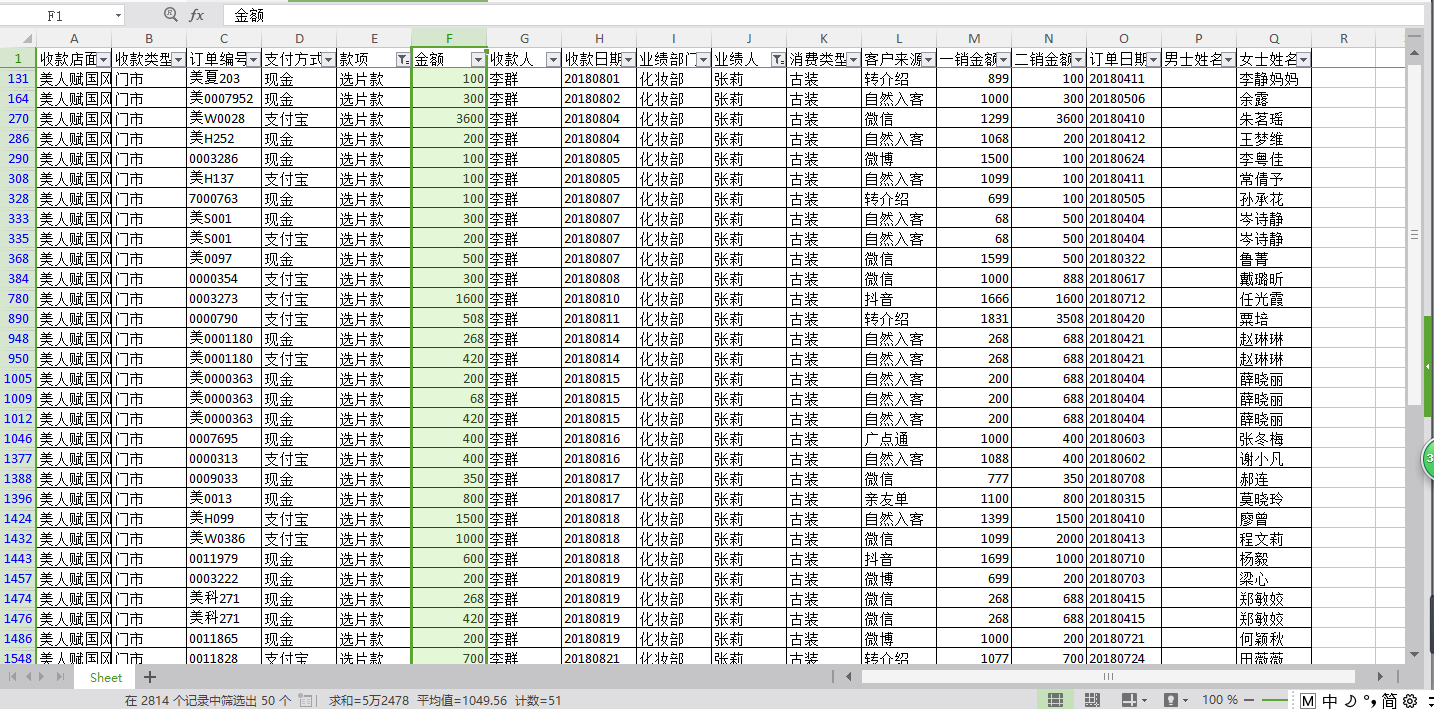 F1 fx 金额
A B C D E F G H I J K L M N O P Q R
1 收款店面 收款类型 订单编号 支付方式 款项 金额 收款人 收款日期 业绩部门 业绩人 消费类型 客户来源 一销金额 二销金额 订单日期 男士姓名 女士姓名
131 美人赋国风 门市 美夏203 现金 选片款 100 李群 20180801 化妆部 张莉 古装 转介绍 899 100 20180411 李静妈妈
164 美人赋国风 门市 美0007952 现金 选片款 300 李群 20180802 化妆部 张莉 古装 自然入客 1000 300 20180506 余露
270 美人赋国风 门市 美W0028 支付宝 选片款 3600 李群 20180804 化妆部 张莉 古装 微信 1299 3600 20180410 朱茗瑶
286 美人赋国风 门市 美H252 现金 选片款 200 李群 20180804 化妆部 张莉 古装 自然入客 1068 200 20180412 王梦维
290 美人赋国风 门市 0003286 现金 选片款 100 李群 20180805 化妆部 张莉 古装 微博 1500 100 20180624 李粤佳
308 美人赋国风 门市 美H137 支付宝 选片款 100 李群 20180805 化妆部 张莉 古装 自然入客 1099 100 20180411 常倩予
328 美人赋国风 门市 7000763 现金 选片款 100 李群 20180807 化妆部 张莉 古装 转介绍 699 100 20180505 孙承花
333 美人赋国风 门市 美S001 现金 选片款 300 李群 20180807 化妆部 张莉 古装 自然入客 68 500 20180404 岑诗静
335 美人赋国风 门市 美S001 支付宝 选片款 200 李群 20180807 化妆部 张莉 古装 自然入客 68 500 20180404 岑诗静
368 美人赋国风 门市 美0097 现金 选片款 500 李群 20180807 化妆部 张莉 古装 微信 1599 500 20180322 鲁菁
384 美人赋国风 门市 0000354 支付宝 选片款 300 李群 20180808 化妆部 张莉 古装 微信 1000 888 20180617 戴璐昕
780 美人赋国风 门市 0003273 支付宝 选片款 1600 李群 20180810 化妆部 张莉 古装 抖音 1666 1600 20180712 任光霞
890 美人赋国风 门市 0000790 支付宝 选片款 508 李群 20180811 化妆部 张莉 古装 转介绍 1831 3508 20180420 粟培
948 美人赋国风 门市 美0001180 现金 选片款 268 李群 20180814 化妆部 张莉 古装 自然入客 268 688 20180421 赵琳琳
950 美人赋国风 门市 美0001180 支付宝 选片款 420 李群 20180814 化妆部 张莉 古装 自然入客 268 688 20180421 赵琳琳
1005 美人赋国风 门市 美0000363 现金 选片款 200 李群 20180815 化妆部 张莉 古装 自然入客 200 688 20180404 薛晓丽
1009 美人赋国风 门市 美0000363 现金 选片款 68 李群 20180815 化妆部 张莉 古装 自然入客 200 688 20180404 薛晓丽
1012 美人赋国风 门市 美0000363 现金 选片款 420 李群 20180815 化妆部 张莉 古装 自然入客 200 688 20180404 薛晓丽
1046 美人赋国风 门市 0007695 现金 选片款 400 李群 20180816 化妆部 张莉 古装 广点通 1000 400 20180603 张冬梅
1377 美人赋国风 门市 0000313 支付宝 选片款 400 李群 20180816 化妆部 张莉 古装 自然入客 1088 400 20180602 谢小凡
1388 美人赋国风 门市 0009033 现金 选片款 350 李群 20180817 化妆部 张莉 古装 微信 777 350 20180708 郝连
1396 美人赋国风 门市 美0013 现金 选片款 800 李群 20180817 化妆部 张莉 古装 亲友单 1100 800 20180315 莫晓玲
1424 美人赋国风 门市 美H099 支付宝 选片款 1500 李群 20180818 化妆部 张莉 古装 自然入客 1399 1500 20180410 廖曾
1432 美人赋国风 门市 美W0386 支付宝 选片款 1000 李群 20180818 化妆部 张莉 古装 微信 1099 2000 20180413 程文莉
1443 美人赋国风 门市 0011979 现金 选片款 600 李群 20180818 化妆部 张莉 古装 抖音 1699 1000 20180710 杨毅
1457 美人赋国风 门市 0003222 现金 选片款 200 李群 20180819 化妆部 张莉 古装 微博 699 200 20180703 梁心
1474 美人赋国风 门市 美科271 现金 选片款 268 李群 20180819 化妆部 张莉 古装 微信 268 688 20180415 郑敏姣
1476 美人赋国风 门市 美科271 现金 选片款 420 李群 20180819 化妆部 张莉 古装 微信 268 688 20180415 郑敏姣
1486 美人赋国风 门市 0011865 现金 选片款 200 李群 20180819 化妆部 张莉 古装 微博 1000 200 20180721 何颖秋
1548 美人赋国风 门市 0011828 支付宝 选片款 700 李群 20180821 化妆部 张莉 古装 转介绍 1077 700 20180724 田薇薇
Sheet
在 2814 个记录中筛选出 50 个 求和=5万2478 平均值=1049.56 计数=51 100 % M 中 简